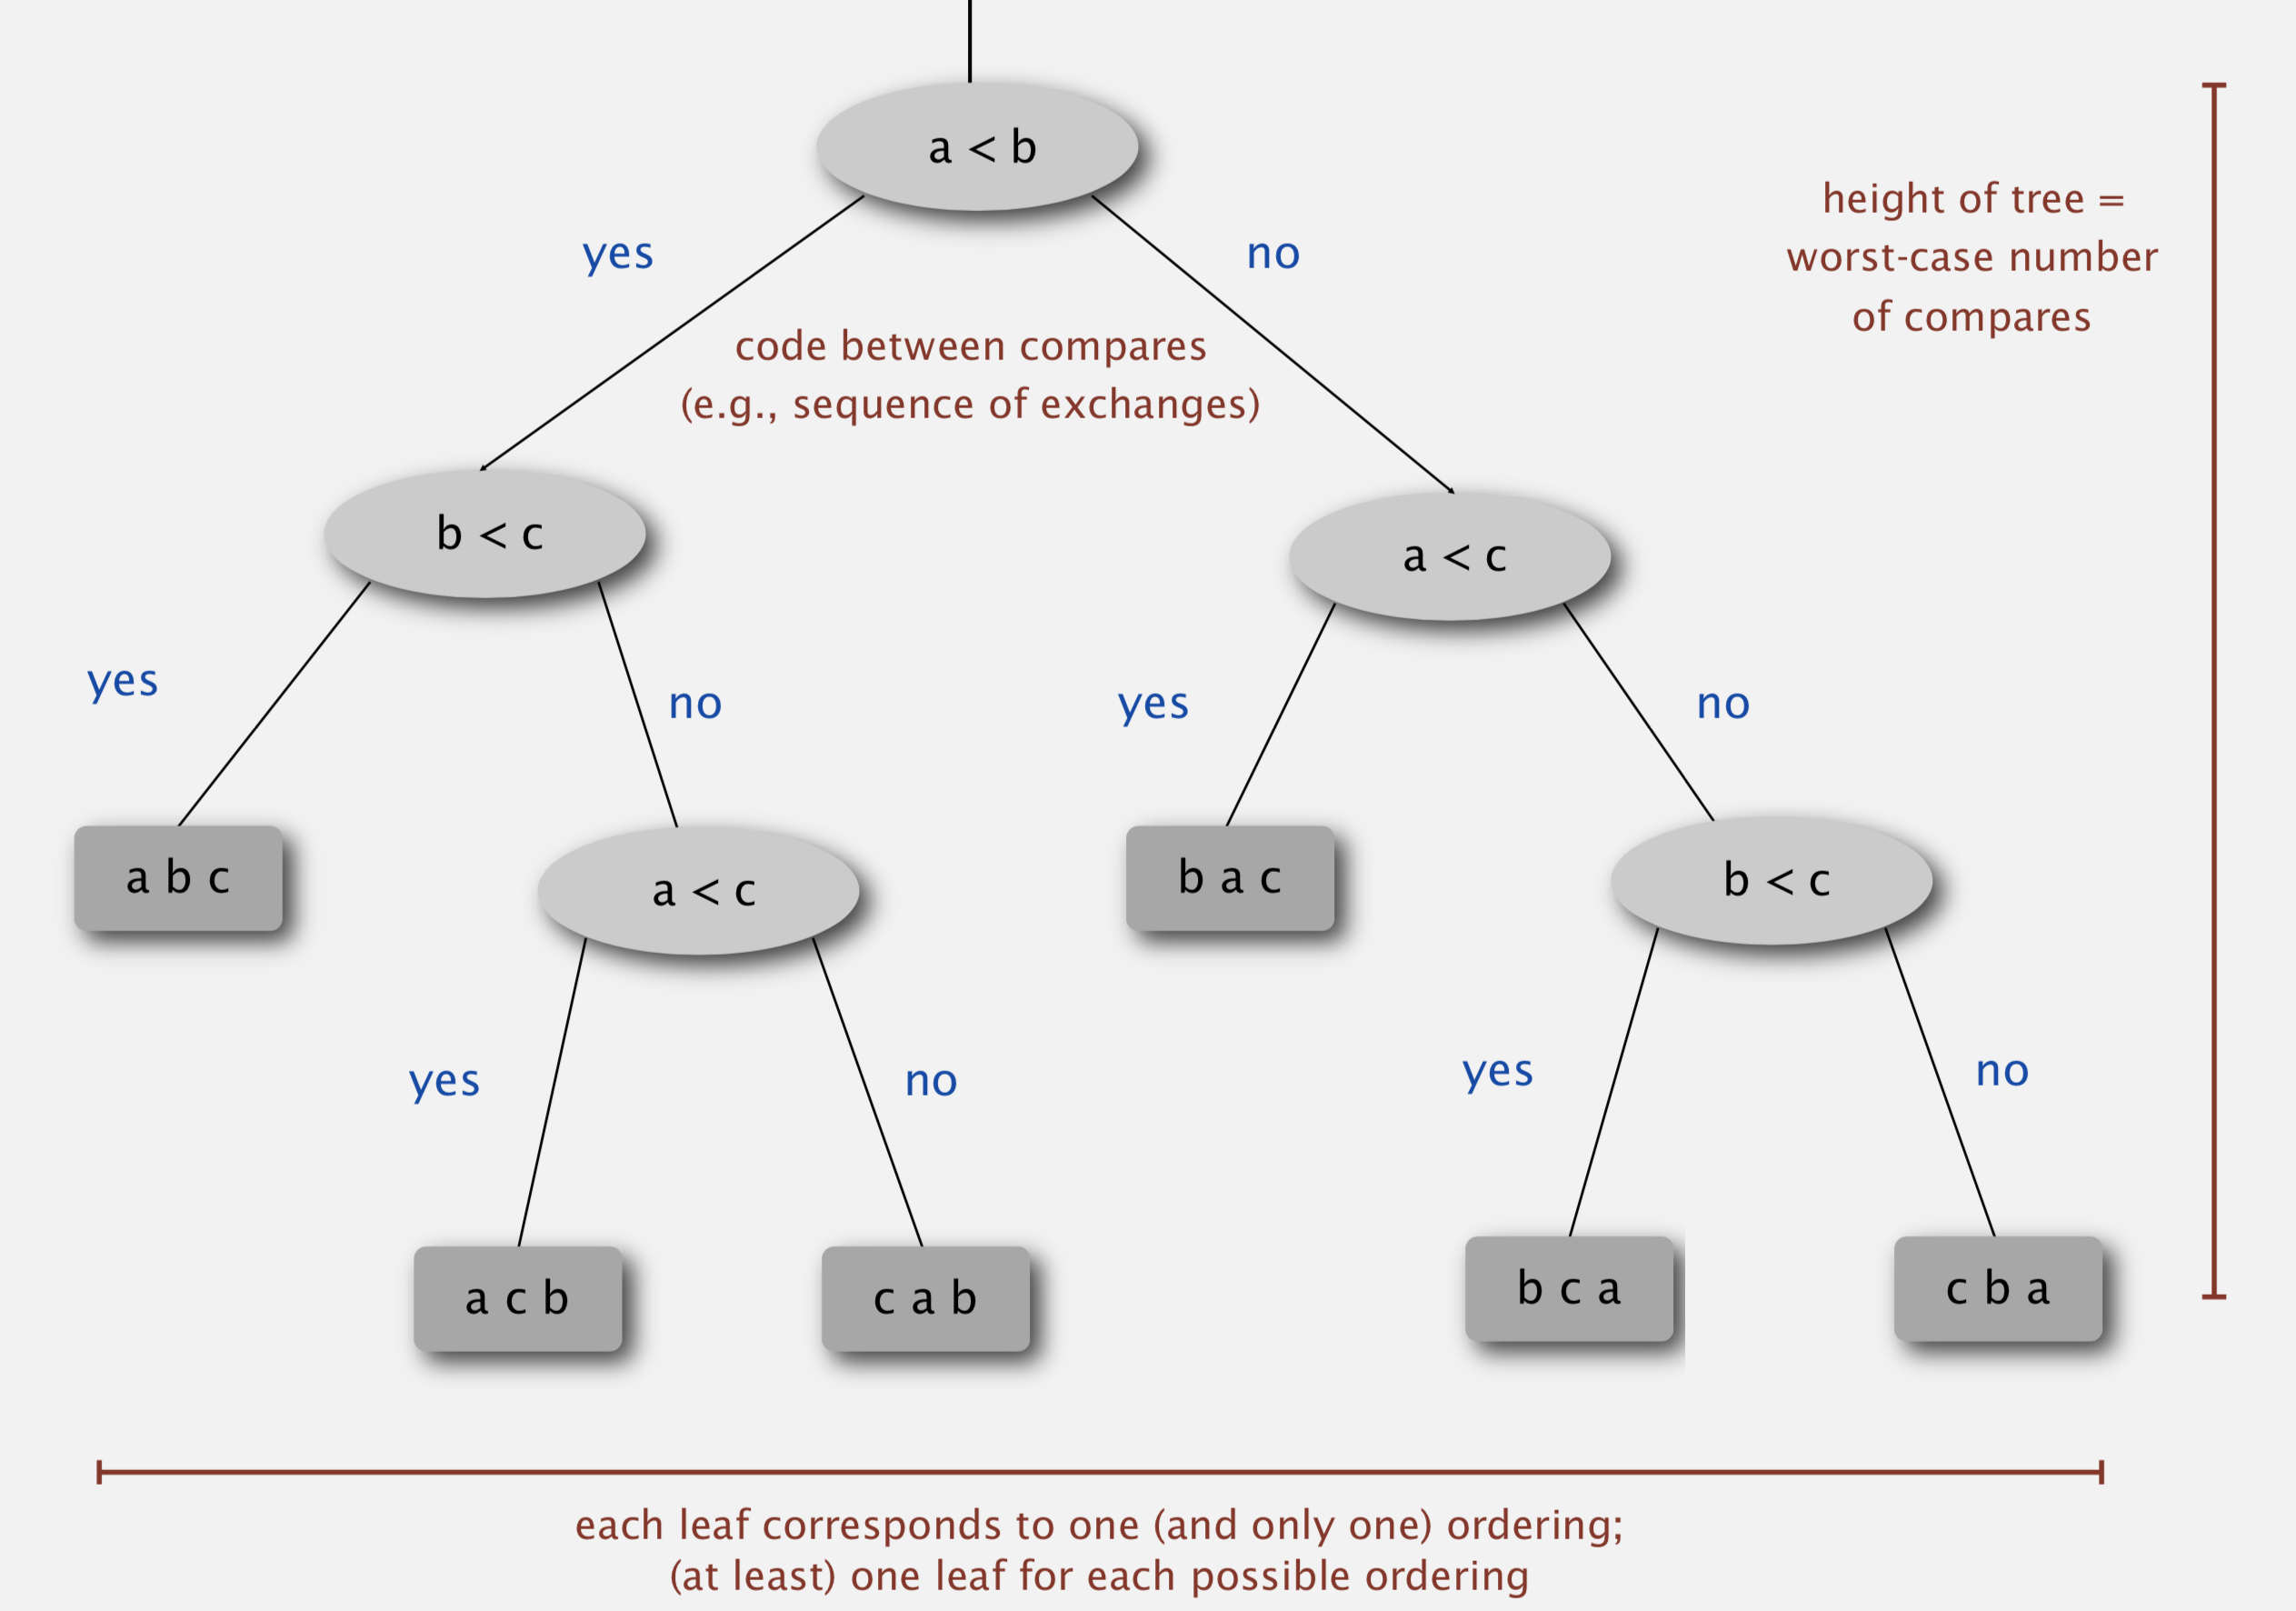 a < b
yes
no
height of tree =
worst-case number
of compares
code between compares
(e.g., sequence of exchanges)
b < c
a < c
yes
no
yes
no
a b c
a < c
b a c
b < c
yes
no
yes
no
a c b
c a b
b c a
c b a
each leaf corresponds to one (and only one) ordering;
(at least) one leaf for each possible ordering